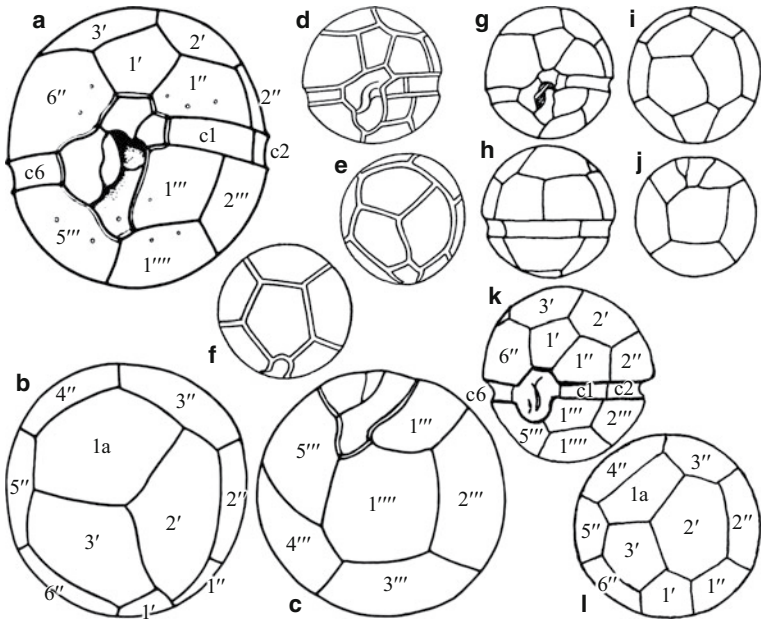 a
3′
2′
1′
6″
1″
2″
c1
c2
c6
1‴
2‴
5‴
1⁗
d
e
f
g
h
i
j
b
4″
3″
1a
5″
2″
2′
3′
6″
1′
1″
c
5‴
1‴
1⁗
2‴
4‴
3‴
k
3′
2′
1′
6″
1″
2″
c6
c1
c2
1‴
2‴
5‴
1⁗
l
4″
3″
1a
5″
2′
2″
3′
6″
1′
1″